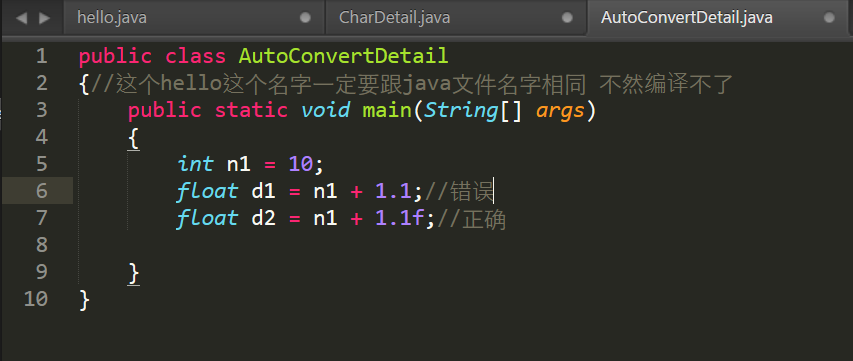 hello.java CharDetail.java AutoConvertDetail.java
1 public class AutoConvertDetail
2 {//这个hello这个名字一定要跟java文件名字相同 不然编译不了
3 public static void main(String[] args)
4 {
5 int n1 = 10;
6 float d1 = n1 + 1.1;//错误
7 float d2 = n1 + 1.1f;//正确
8
9 }
10 }